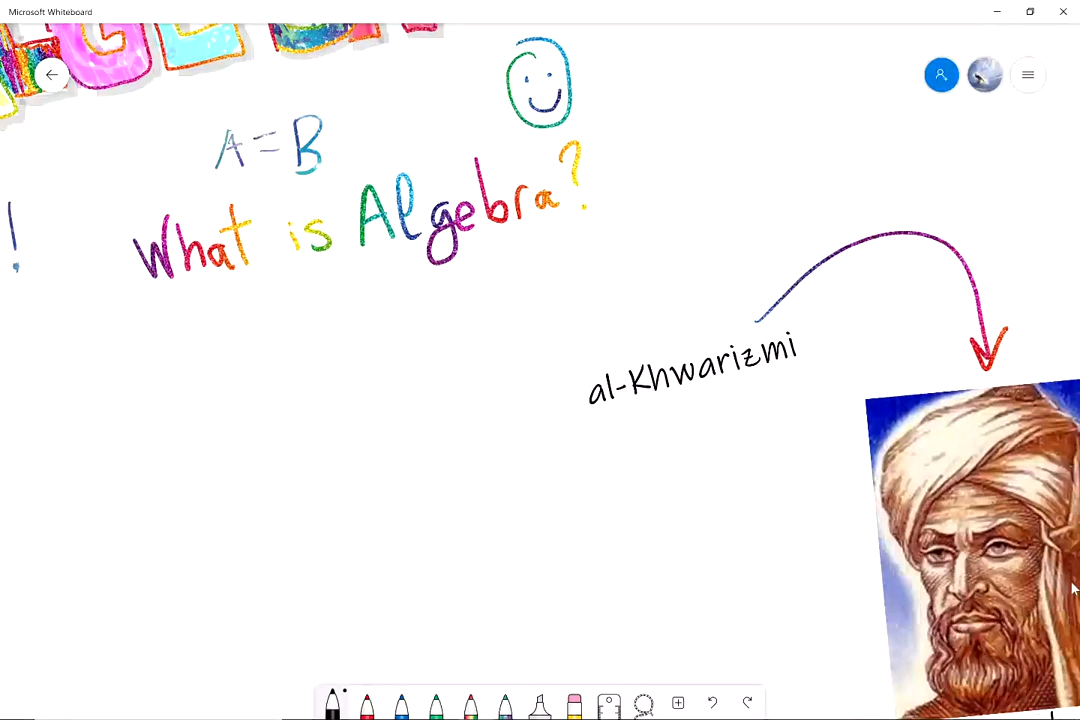 Microsoft Whiteboard
A = B
!
What is Algebra?
al-Khwarizmi